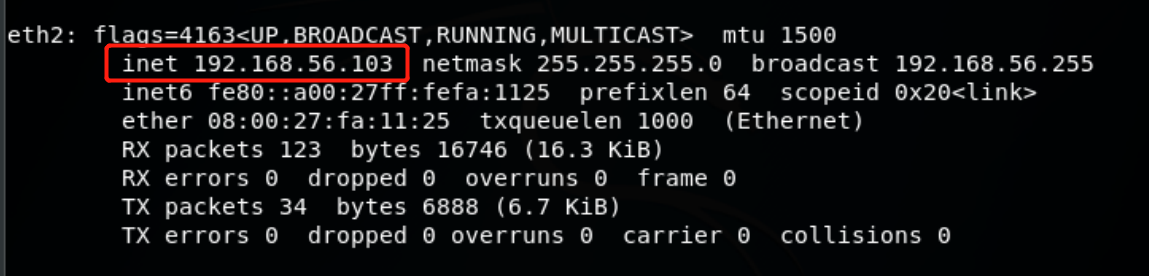 eth2: flags=4163<UP,BROADCAST,RUNNING,MULTICAST>  mtu 1500
        inet 192.168.56.103  netmask 255.255.255.0  broadcast 192.168.56.255
        inet6 fe80::a00:27ff:fefa:1125  prefixlen 64  scopeid 0x20<link>
        ether 08:00:27:fa:11:25  txqueuelen 1000  (Ethernet)
        RX packets 123  bytes 16746 (16.3 KiB)
        RX errors 0  dropped 0  overruns 0  frame 0
        TX packets 34  bytes 6888 (6.7 KiB)
        TX errors 0  dropped 0 overruns 0  carrier 0  collisions 0